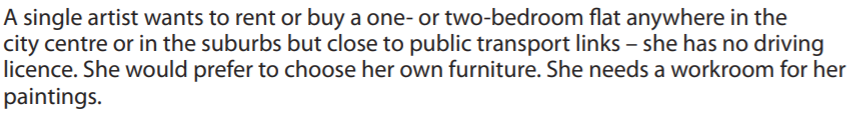 A single artist wants to rent or buy a one- or two-bedroom flat anywhere in the
city centre or in the suburbs but close to public transport links – she has no driving
licence. She would prefer to choose her own furniture. She needs a workroom for her
paintings.